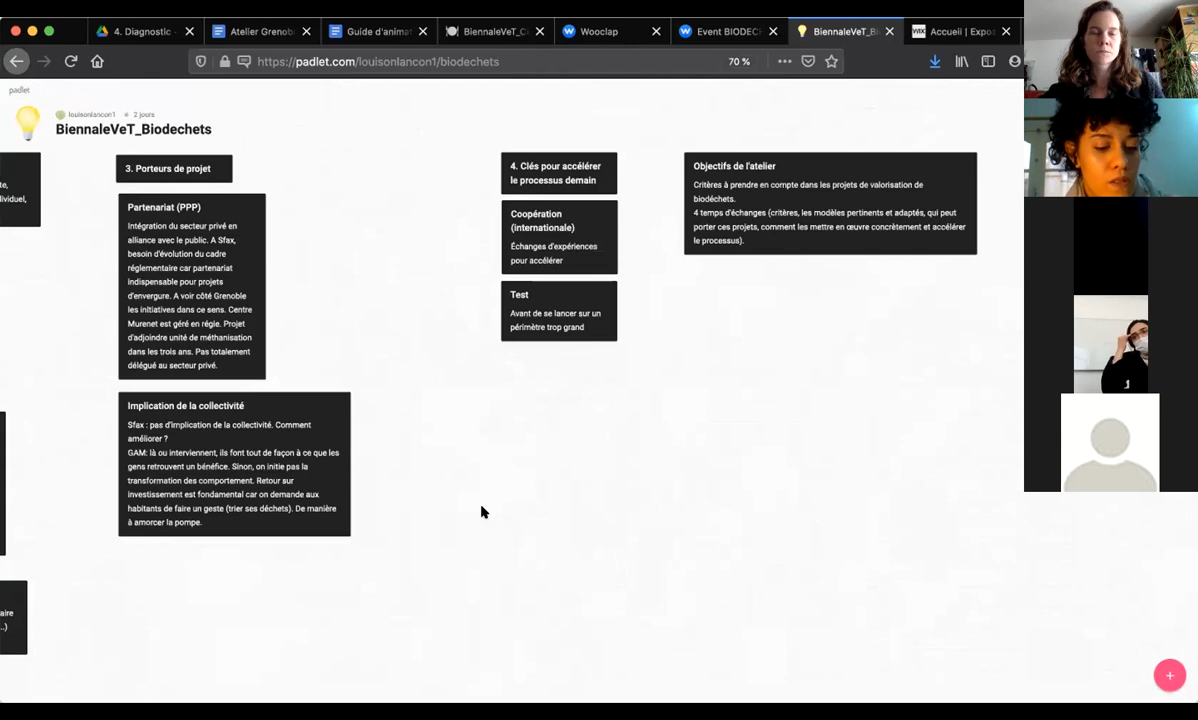 4. Diagnostic -
Atelier Grenob
Guide d'animat
BiennaleVeT_C
Wooclap
Event BIODECH
BiennaleVeT_Bi
Accueil | Expos
https://padlet.com/louisonlancon1/biodechets
70 %
padlet
louisonlancon1 2 jours
BiennaleVeT_Biodechets
te,
dividuel,
aire
..)
3. Porteurs de projet
Partenariat (PPP)
Intégration du secteur privé en
alliance avec le public. A Sfax,
besoin d'évolution du cadre
réglementaire car partenariat
indispensable pour projets
d'envergure. A voir côté Grenoble
les initiatives dans ce sens. Centre
Murenet est géré en régie. Projet
d'adjoindre unité de méthanisation
dans les trois ans. Pas totalement
délégué au secteur privé.
Implication de la collectivité
Sfax : pas d'implication de la collectivité. Comment
améliorer ?
GAM: là ou interviennent, ils font tout de façon à ce que les
gens retrouvent un bénéfice. Sinon, on initie pas la
transformation des comportement. Retour sur
investissement est fondamental car on demande aux
habitants de faire un geste (trier ses déchets). De manière
à amorcer la pompe.
4. Clés pour accélérer
le processus demain
Coopération
(internationale)
Échanges d'expériences
pour accélérer
Test
Avant de se lancer sur un
périmètre trop grand
Objectifs de l'atelier
Critères à prendre en compte dans les projets de valorisation de
biodéchets.
4 temps d'échanges (critères, les modèles pertinents et adaptés, qui peut
porter ces projets, comment les mettre en œuvre concrètement et accélérer
le processus).